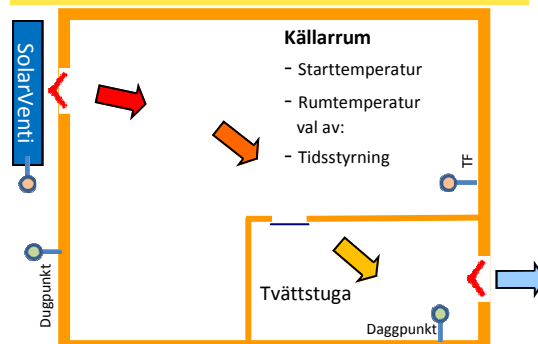 SolarVenti
Källarrum
- Starttemperatur
- Rumtemperatur
val av:
- Tidsstyrning
TF
Dugpunkt
Tvättstuga
Daggpunkt